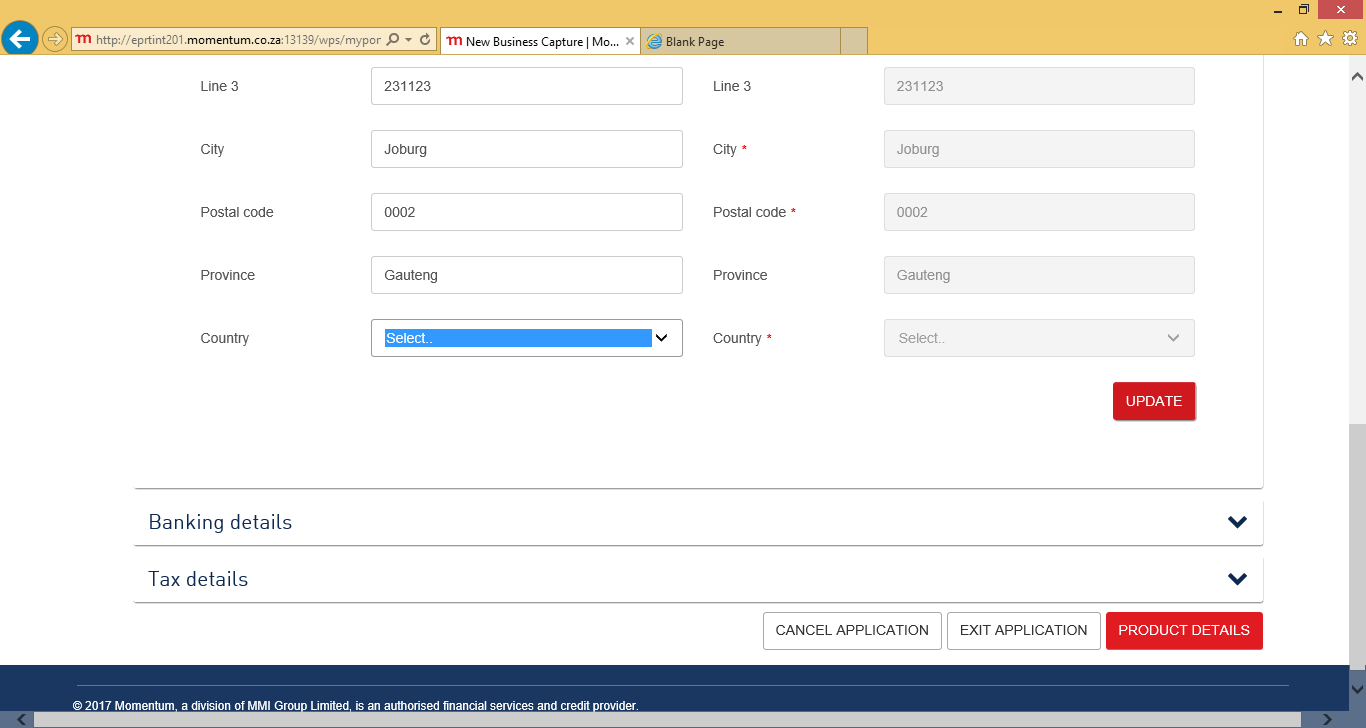 http://eprtint201.momentum.co.za:13139/wps/mypor
m New Business Capture | Mo...
Blank Page
Line 3 231123 Line 3 231123
City Joburg City * Joburg
Postal code 0002 Postal code * 0002
Province Gauteng Province Gauteng
Country Select.. Country * Select..
UPDATE
Banking details
Tax details
CANCEL APPLICATION EXIT APPLICATION PRODUCT DETAILS
© 2017 Momentum, a division of MMI Group Limited, is an authorised financial services and credit provider.